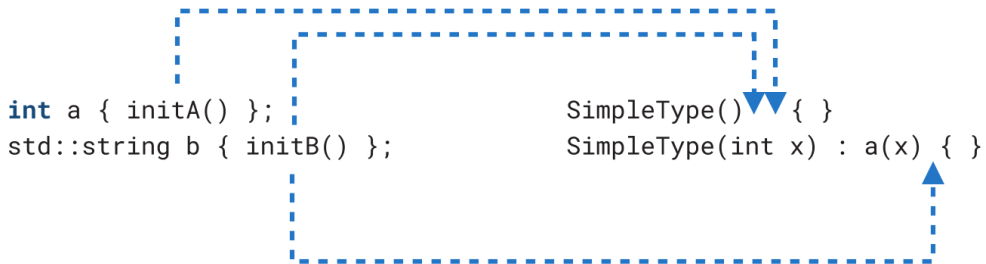 int a { initA() };
std::string b { initB() };
SimpleType() { }
SimpleType(int x) : a(x) { }